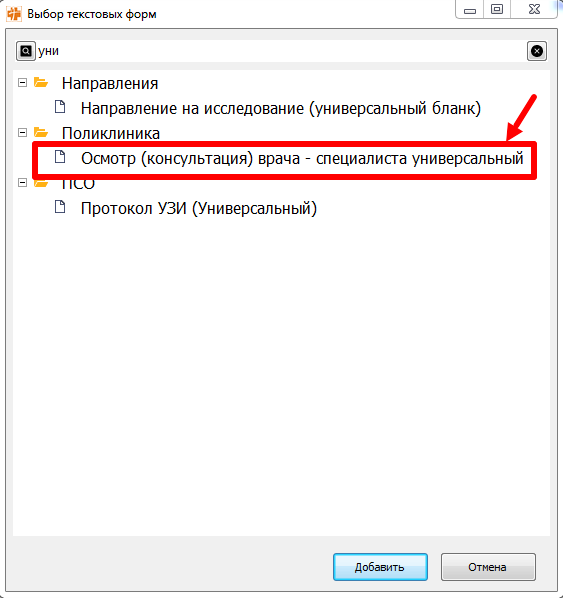 Выбор текстовых форм
уни
Направления
Направление на исследование (универсальный бланк)
Поликлиника
Осмотр (консультация) врача - специалиста универсальный
ПСО
Протокол УЗИ (Универсальный)
Добавить
Отмена